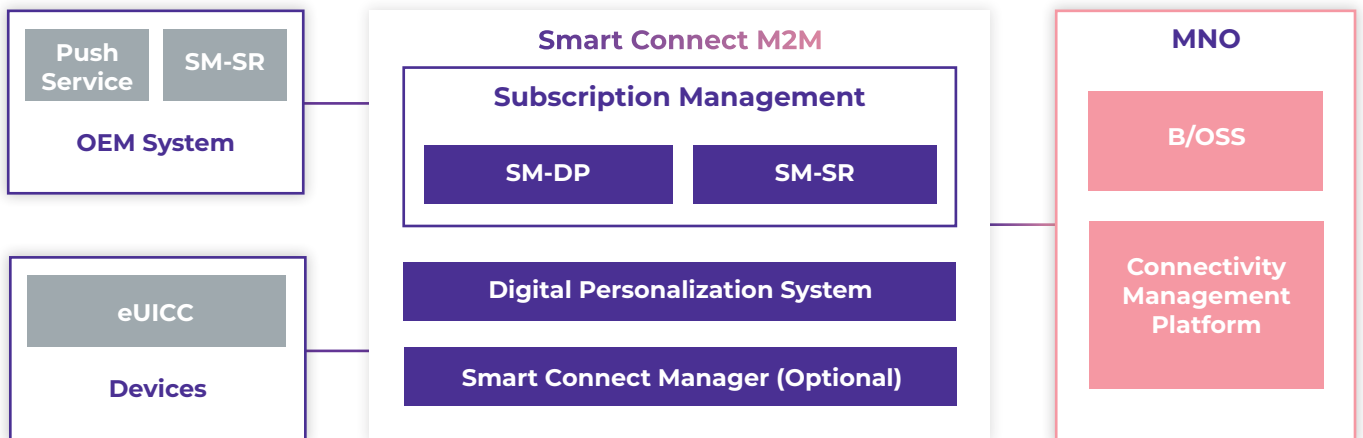 Push
Service
SM-SR
OEM System
eUICC
Devices
Smart Connect M2M
Subscription Management
SM-DP
SM-SR
Digital Personalization System
Smart Connect Manager (Optional)
MNO
B/OSS
Connectivity
Management
Platform